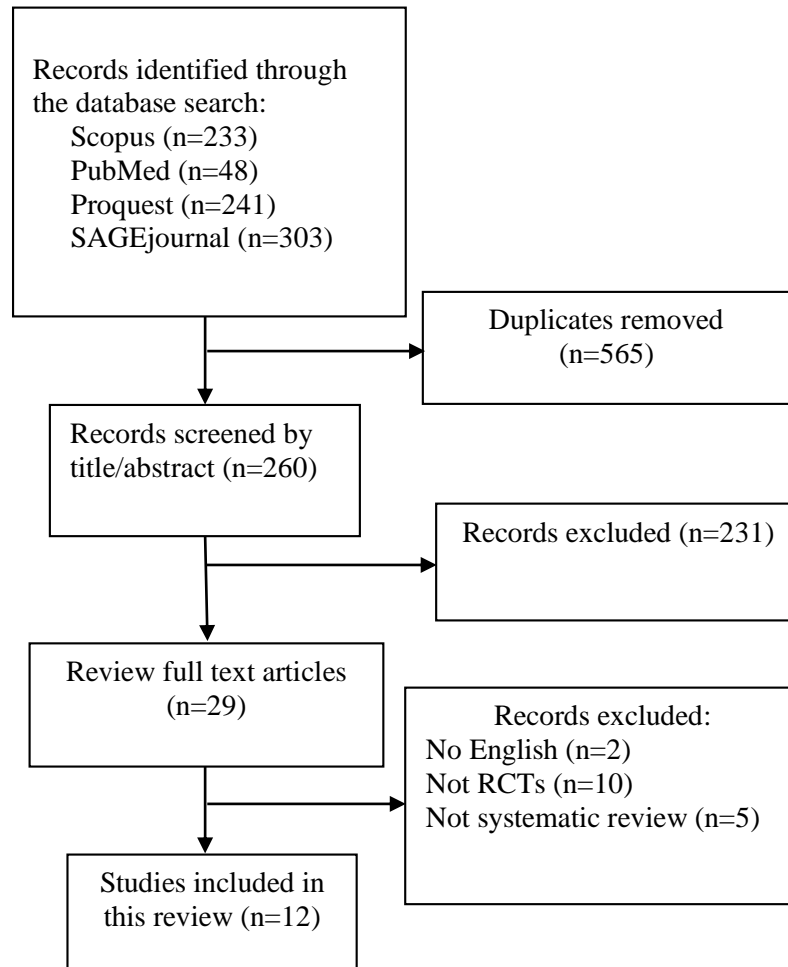 Records identified through
the database search:
Scopus (n=233)
PubMed (n=48)
Proquest (n=241)
SAGEjournal (n=303)
Duplicates removed
(n=565)
Records screened by
title/abstract (n=260)
Records excluded (n=231)
Review full text articles
(n=29)
Records excluded:
No English (n=2)
Not RCTs (n=10)
Not systematic review (n=5)
Studies included in
this review (n=12)